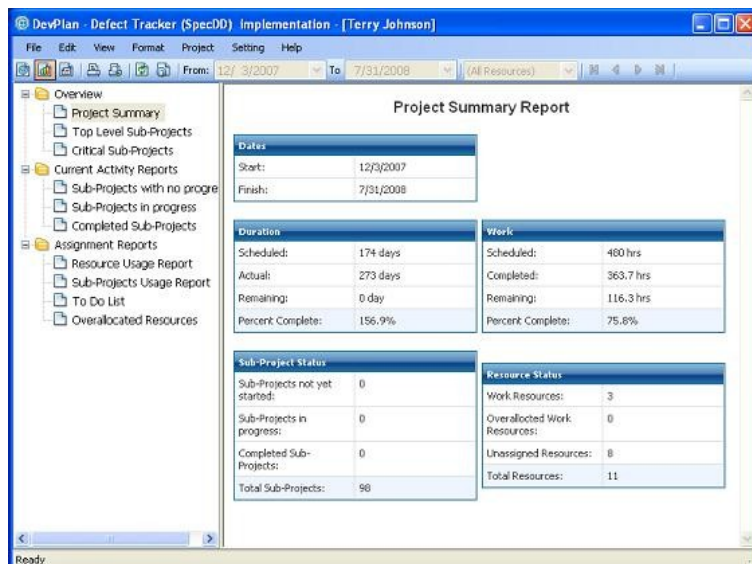 DevPlan - Defect Tracker (SpecDD) Implementation - [Terry Johnson]
File Edit View Format Project Setting Help
From: 12/ 3/2007 To 7/31/2008 (All Resources)
Overview
Project Summary
Top Level Sub-Projects
Critical Sub-Projects
Current Activity Reports
Sub-Projects with no progre
Sub-Projects in progress
Completed Sub-Projects
Assignment Reports
Resource Usage Report
Sub-Projects Usage Report
To Do List
Overallocated Resources
Project Summary Report
Dates
Start: 12/3/2007
Finish: 7/31/2008
Duration
Scheduled: 174 days
Actual: 273 days
Remaining: 0 day
Percent Complete: 156.9%
Work
Scheduled: 480 hrs
Completed: 363.7 hrs
Remaining: 116.3 hrs
Percent Complete: 75.8%
Sub-Project Status
Sub-Projects not yet
started: 0
Sub-Projects in
progress: 0
Completed Sub-
Projects: 0
Total Sub-Projects: 98
Resource Status
Work Resources: 3
Overallocted Work
Resources: 0
Unassigned Resources: 8
Total Resources: 11
Ready